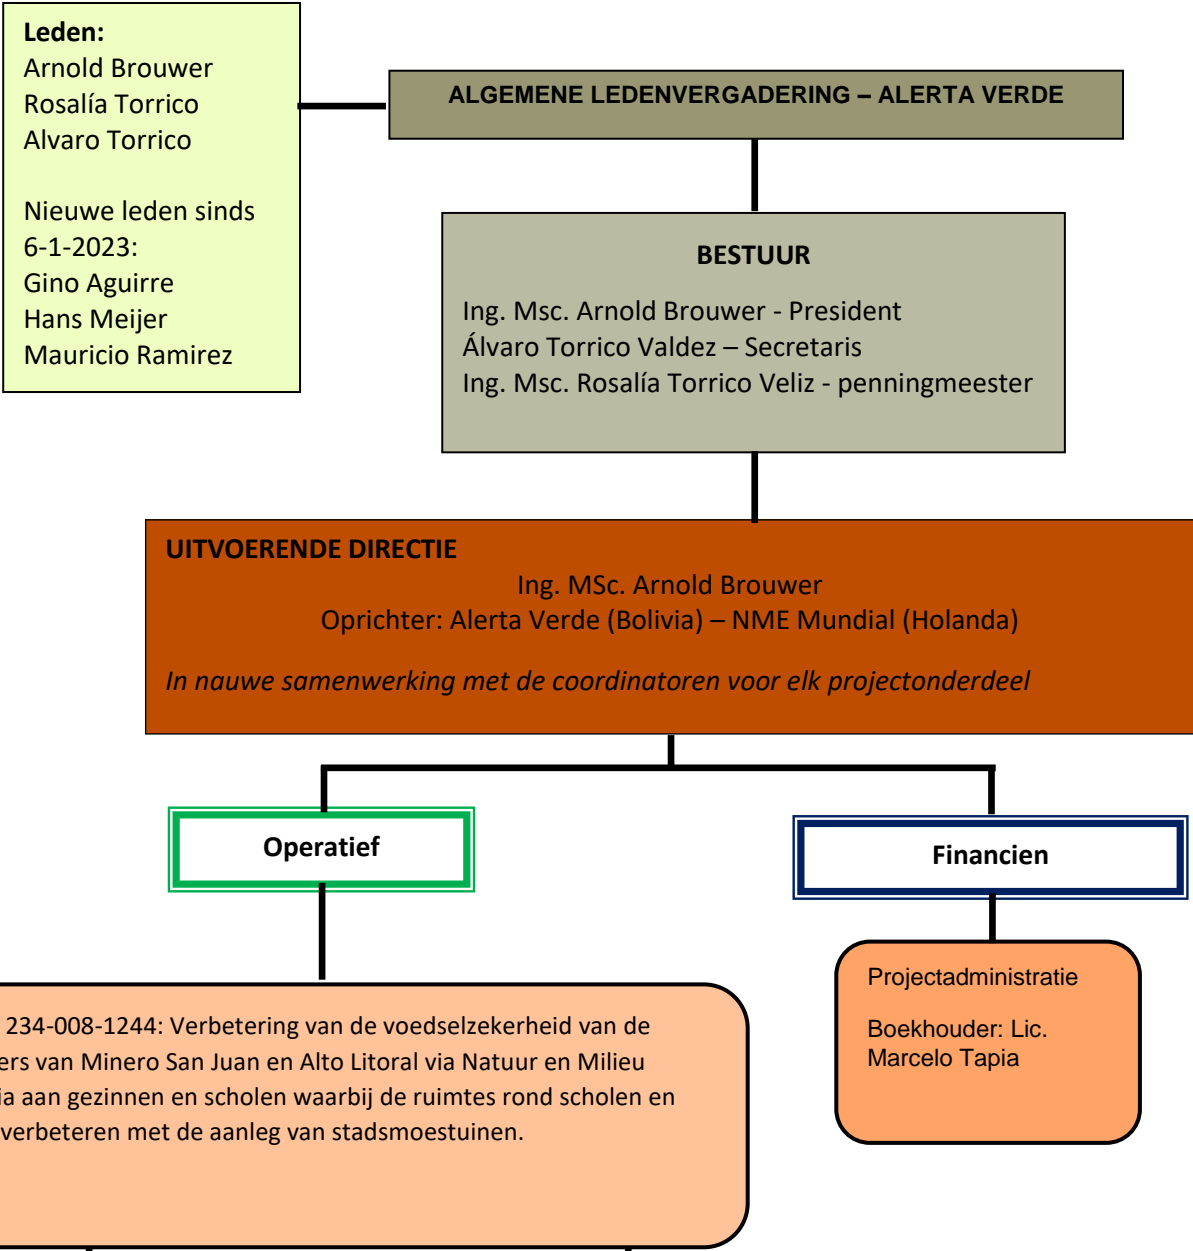 Leden:
Arnold Brouwer
Rosalía Torrico
Alvaro Torrico
Nieuwe leden sinds
6-1-2023:
Gino Aguirre
Hans Meijer
Mauricio Ramirez
ALGEMENE LEDENVERGADERING – ALERTA VERDE
BESTUUR
Ing. Msc. Arnold Brouwer - President
Álvaro Torrico Valdez – Secretaris
Ing. Msc. Rosalía Torrico Veliz - penningmeester
UITVOERENDE DIRECTIE
Ing. MSc. Arnold Brouwer
Oprichter: Alerta Verde (Bolivia) – NME Mundial (Holanda)
In nauwe samenwerking met de coordinatoren voor elk projectonderdeel
Operatief
Financien
234-008-1244: Verbetering van de voedselzekerheid van de
ers van Minero San Juan en Alto Litoral via Natuur en Milieu
ia aan gezinnen en scholen waarbij de ruimtes rond scholen en
verbeteren met de aanleg van stadsmoestuinen.
Projectadministratie
Boekhouder: Lic.
Marcelo Tapia